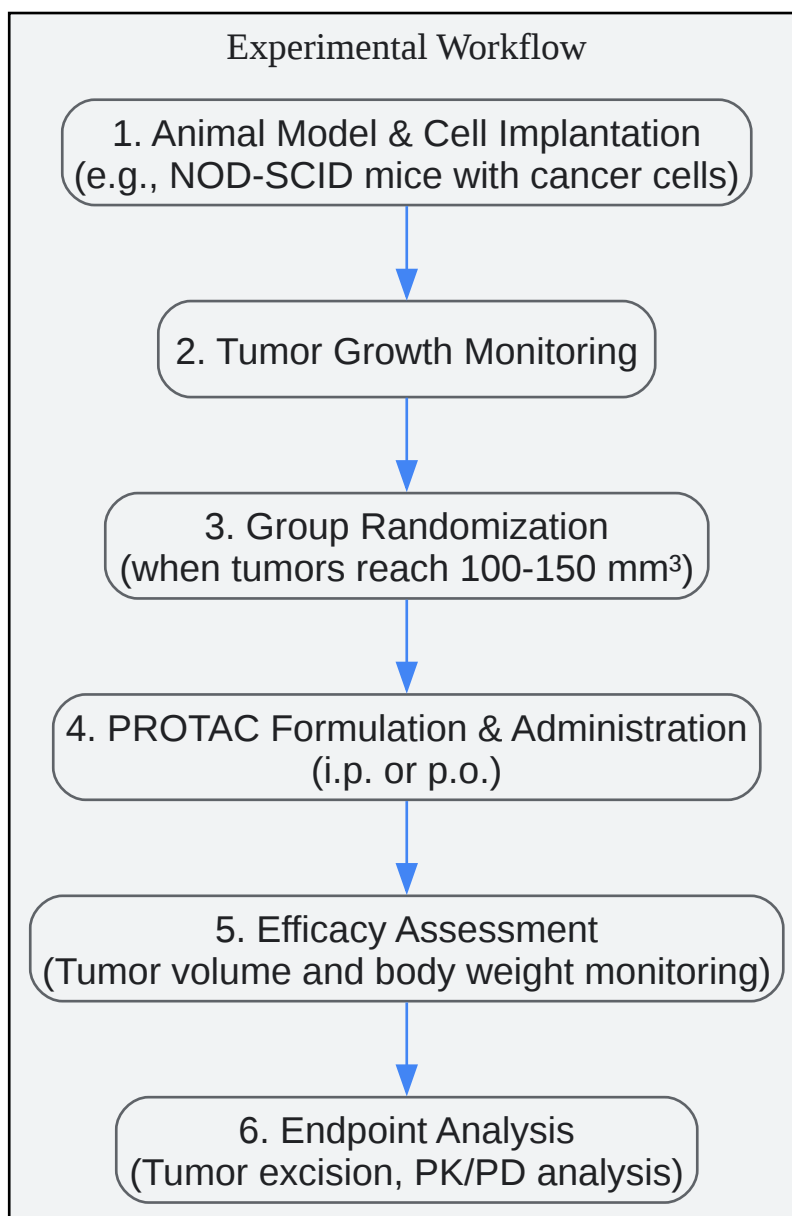 Experimental Workflow
1. Animal Model & Cell Implantation
(e.g., NOD-SCID mice with cancer cells)
2. Tumor Growth Monitoring
3. Group Randomization
(when tumors reach 100-150 mm³)
4. PROTAC Formulation & Administration
(i.p. or p.o.)
5. Efficacy Assessment
(Tumor volume and body weight monitoring)
6. Endpoint Analysis
(Tumor excision, PK/PD analysis)